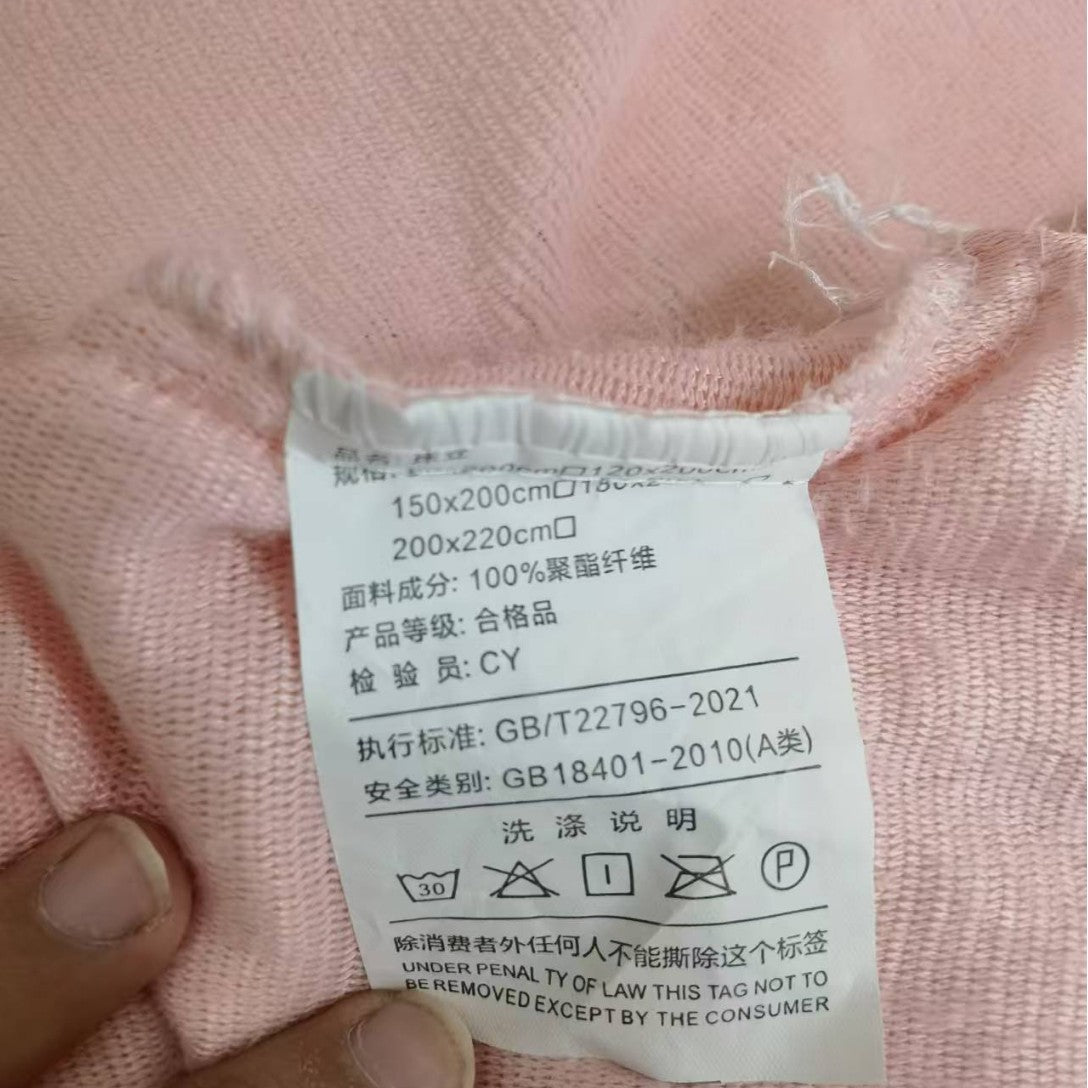 规格:
150x200cm□
200x220cm□
面料成分: 100%聚酯纤维
产品等级: 合格品
检 验 员: CY
执行标准: GB/T22796-2021
安全类别: GB18401-2010(A类)
洗 涤 说 明
30 P
除消费者外任何人不能撕除这个标签
UNDER PENALTY OF LAW THIS TAG NOT TO
BE REMOVED EXCEPT BY THE CONSUMER